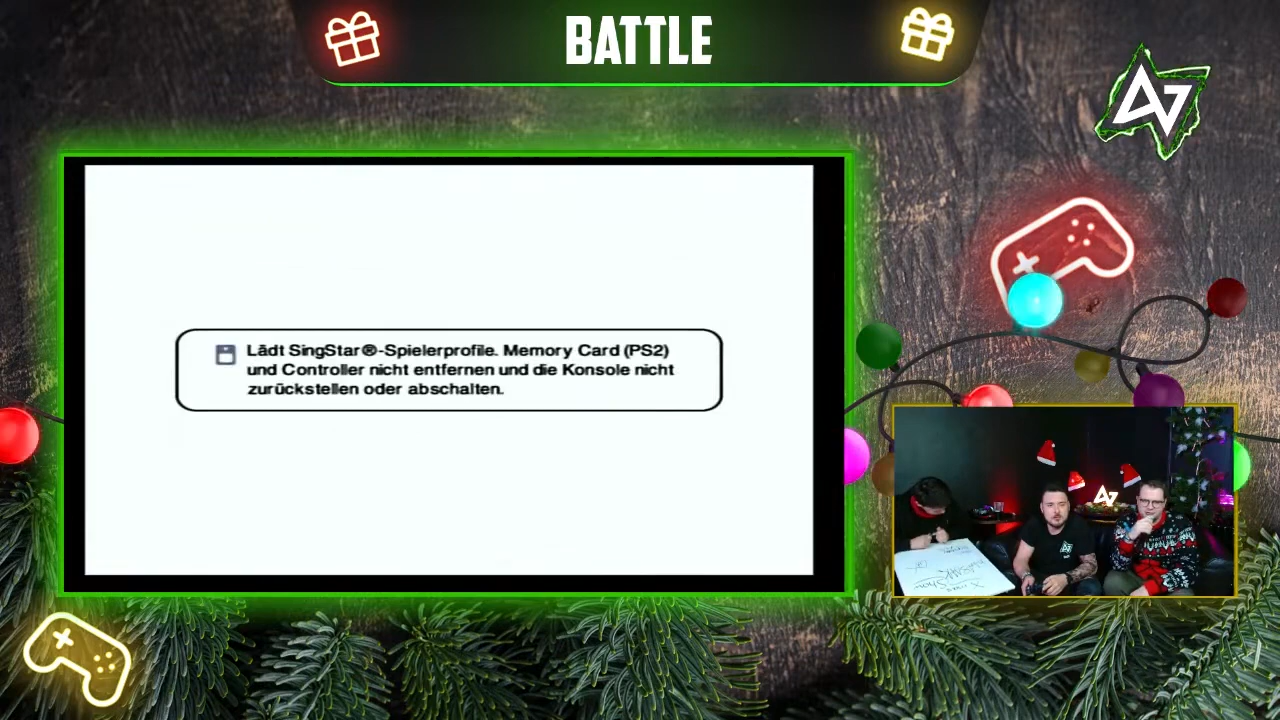 BATTLE
Lädt SingStar®-Spielerprofile. Memory Card (PS2)
und Controller nicht entfernen und die Konsole nicht
zurückstellen oder abschalten.